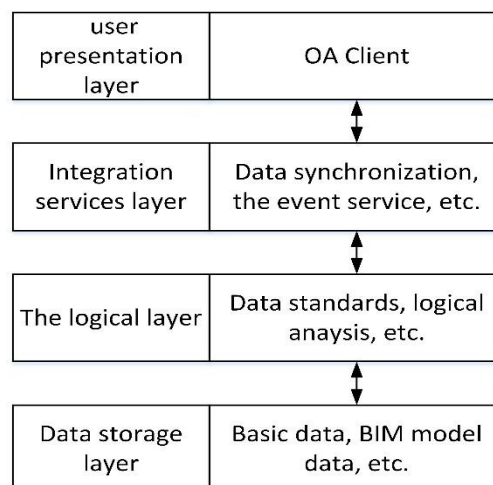 user
presentation
layer
OA Client
Integration
services layer
Data synchronization,
the event service, etc.
The logical layer
Data standards, logical
anaysis, etc.
Data storage
layer
Basic data, BIM model
data, etc.